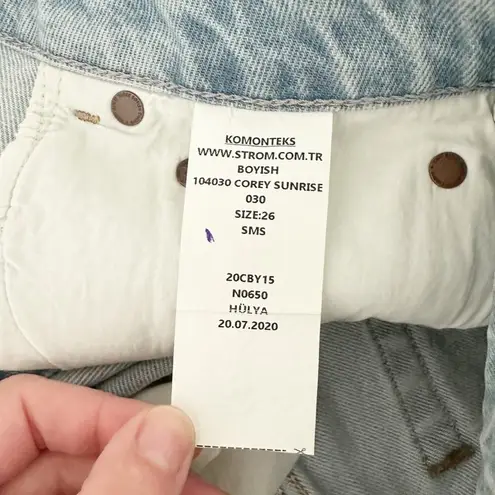 KOMONTEKS
WWW.STROM.COM.TR
BOYISH
104030 COREY SUNRISE
030
SIZE:26
SMS
20CBY15
N0650
HÜLYA
20.07.2020